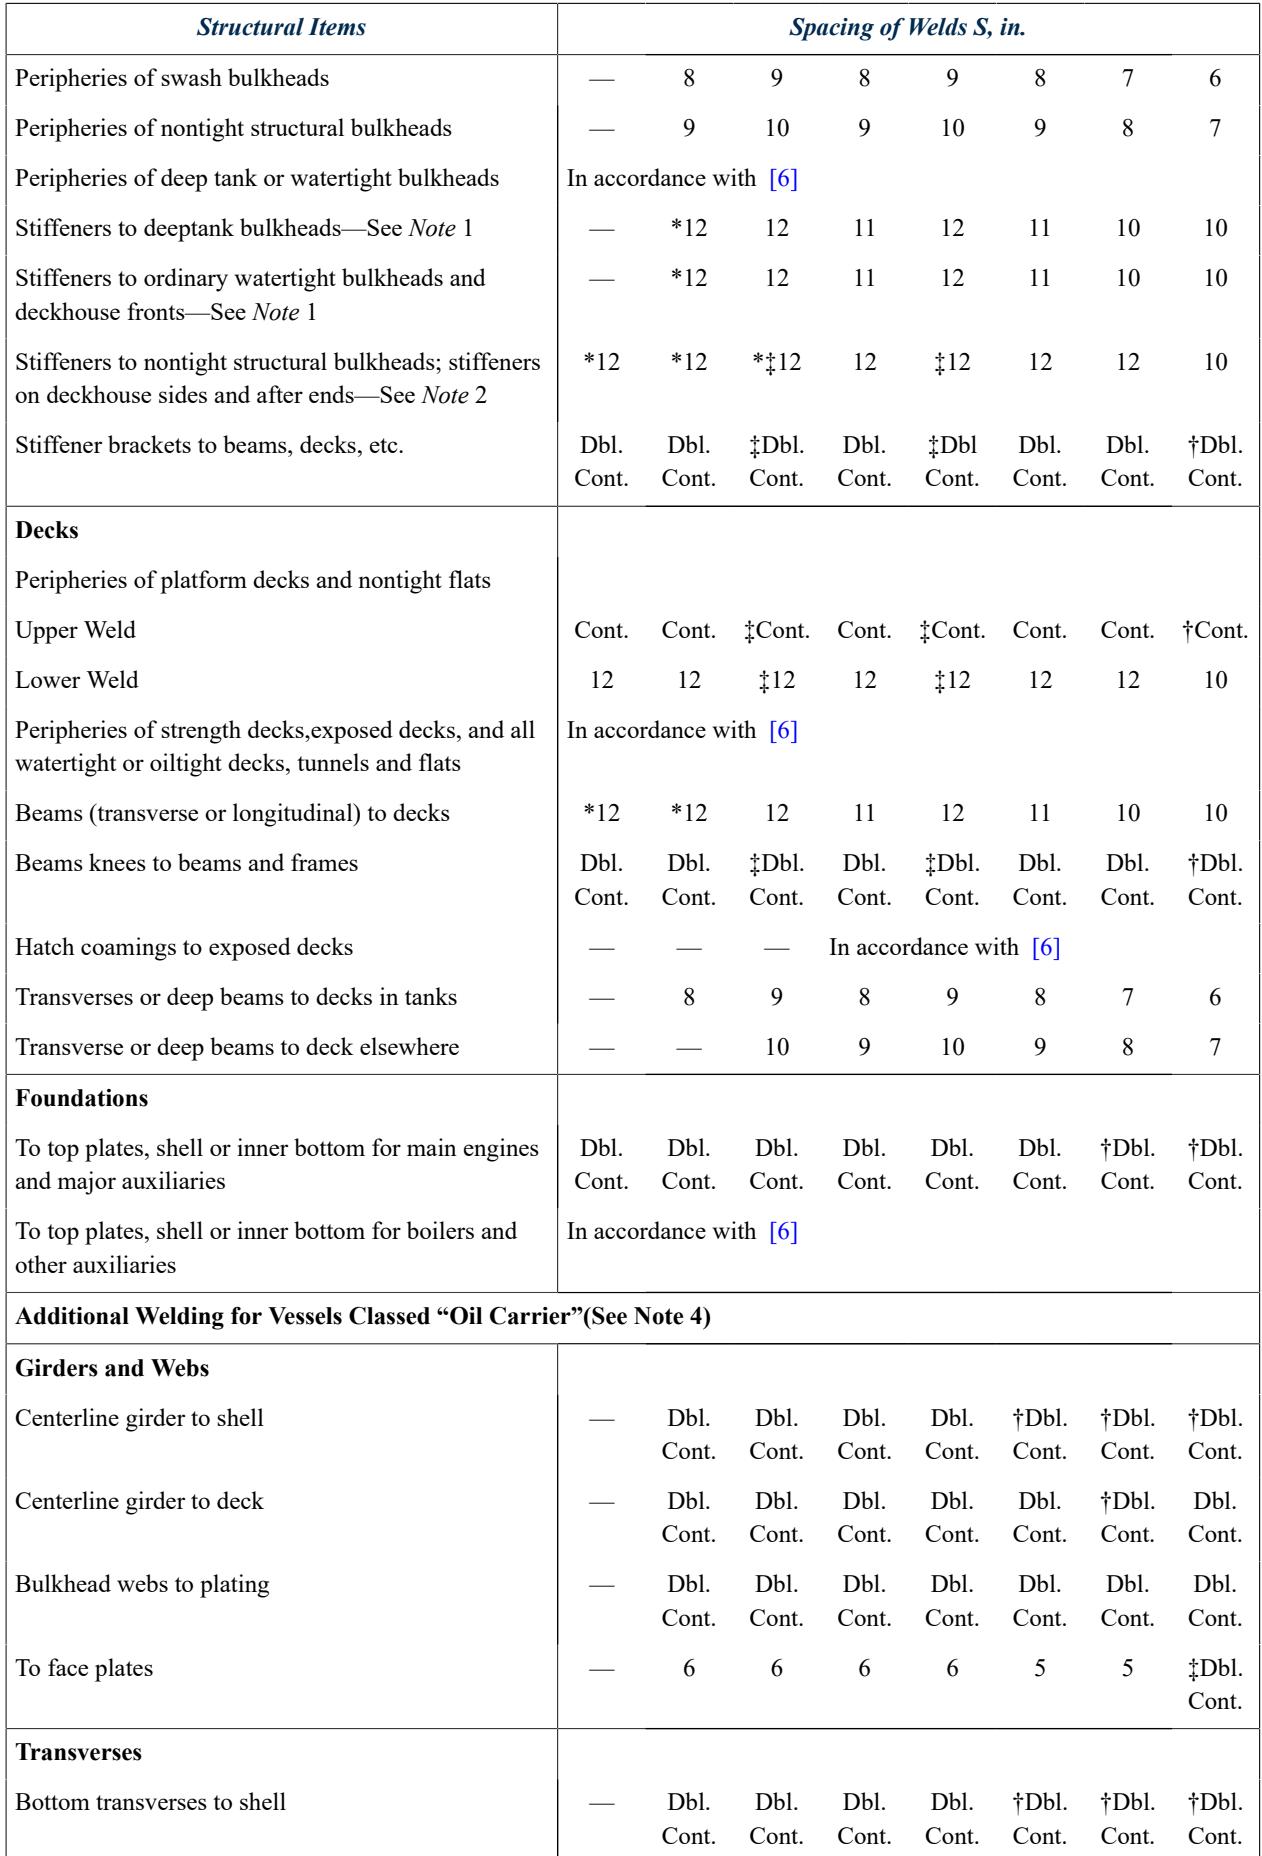 Structural Items Spacing of Welds S, in.
Peripheries of swash bulkheads — 8 9 8 9 8 7 6
Peripheries of nontight structural bulkheads — 9 10 9 10 9 8 7
Peripheries of deep tank or watertight bulkheads In accordance with [6]
Stiffeners to deeptank bulkheads—See Note 1 — *12 12 11 12 11 10 10
Stiffeners to ordinary watertight bulkheads and — *12 12 11 12 11 10 10
deckhouse fronts—See Note 1
Stiffeners to nontight structural bulkheads; stiffeners *12 *12 *‡12 12 ‡12 12 12 10
on deckhouse sides and after ends—See Note 2
Stiffener brackets to beams, decks, etc. Dbl. Dbl. ‡Dbl. Dbl. ‡Dbl Dbl. Dbl. †Dbl.
Cont. Cont. Cont. Cont. Cont. Cont. Cont. Cont.
Decks
Peripheries of platform decks and nontight flats
Upper Weld Cont. Cont. ‡Cont. Cont. ‡Cont. Cont. Cont. †Cont.
Lower Weld 12 12 ‡12 12 ‡12 12 12 10
Peripheries of strength decks,exposed decks, and all In accordance with [6]
watertight or oiltight decks, tunnels and flats
Beams (transverse or longitudinal) to decks *12 *12 12 11 12 11 10 10
Beams knees to beams and frames Dbl. Dbl. ‡Dbl. Dbl. ‡Dbl. Dbl. Dbl. †Dbl.
Cont. Cont. Cont. Cont. Cont. Cont. Cont. Cont.
Hatch coamings to exposed decks — — — In accordance with [6]
Transverses or deep beams to decks in tanks — 8 9 8 9 8 7 6
Transverse or deep beams to deck elsewhere — — 10 9 10 9 8 7
Foundations
To top plates, shell or inner bottom for main engines Dbl. Dbl. Dbl. Dbl. Dbl. Dbl. †Dbl. †Dbl.
and major auxiliaries Cont. Cont. Cont. Cont. Cont. Cont. Cont. Cont.
To top plates, shell or inner bottom for boilers and In accordance with [6]
other auxiliaries
Additional Welding for Vessels Classed “Oil Carrier”(See Note 4)
Girders and Webs
Centerline girder to shell — Dbl. Dbl. Dbl. Dbl. †Dbl. †Dbl. †Dbl.
Cont. Cont. Cont. Cont. Cont. Cont. Cont.
Centerline girder to deck — Dbl. Dbl. Dbl. Dbl. Dbl. †Dbl. Dbl.
Cont. Cont. Cont. Cont. Cont. Cont. Cont.
Bulkhead webs to plating — Dbl. Dbl. Dbl. Dbl. Dbl. Dbl. Dbl.
Cont. Cont. Cont. Cont. Cont. Cont. Cont.
To face plates — 6 6 6 6 5 5 ‡Dbl.
Cont.
Transverses
Bottom transverses to shell — Dbl. Dbl. Dbl. Dbl. †Dbl. †Dbl. †Dbl.
Cont. Cont. Cont. Cont. Cont. Cont. Cont.